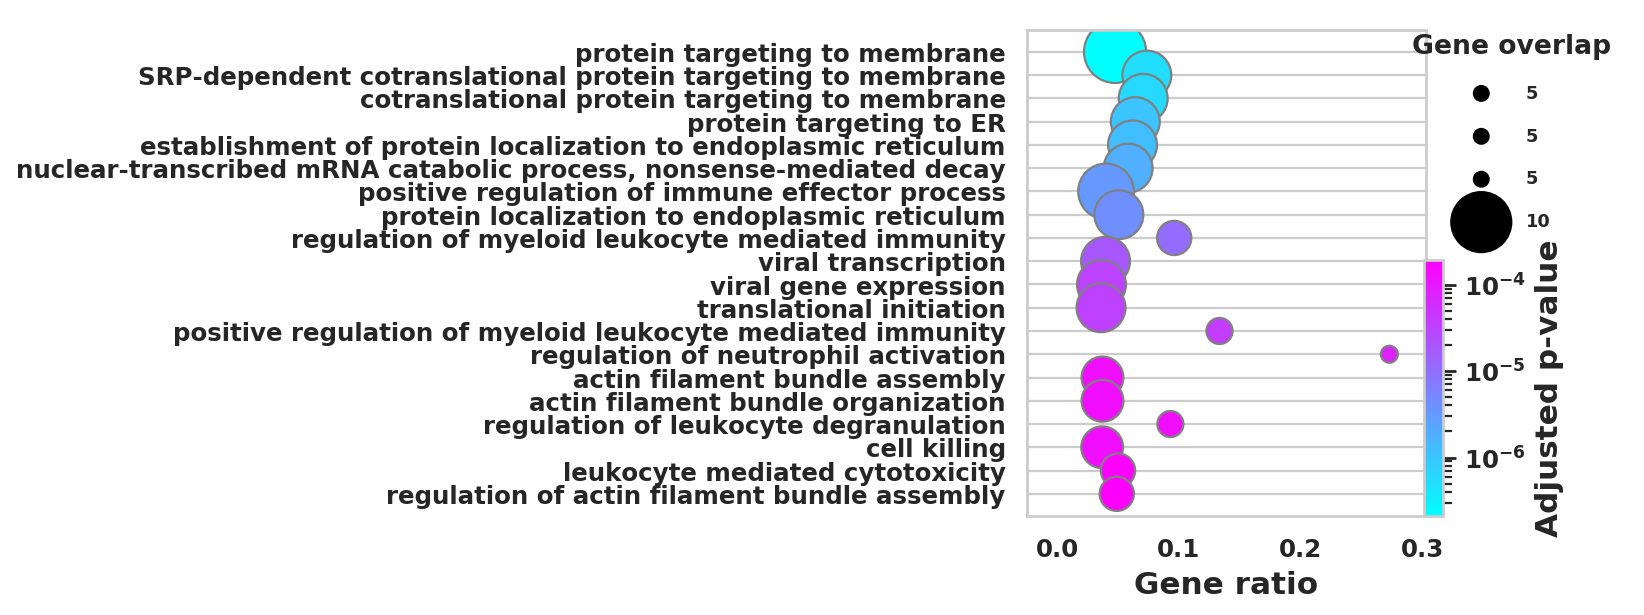 protein targeting to membrane
SRP-dependent cotranslational protein targeting to membrane
cotranslational protein targeting to membrane
protein targeting to ER
establishment of protein localization to endoplasmic reticulum
nuclear-transcribed mRNA catabolic process, nonsense-mediated decay
positive regulation of immune effector process
protein localization to endoplasmic reticulum
regulation of myeloid leukocyte mediated immunity
viral transcription
viral gene expression
translational initiation
positive regulation of myeloid leukocyte mediated immunity
regulation of neutrophil activation
actin filament bundle assembly
actin filament bundle organization
regulation of leukocyte degranulation
cell killing
leukocyte mediated cytotoxicity
regulation of actin filament bundle assembly
0.0 0.1 0.2 0.3
Gene ratio
Gene overlap
5
5
5
10
10⁻⁴
10⁻⁵
10⁻⁶
Adjusted p-value